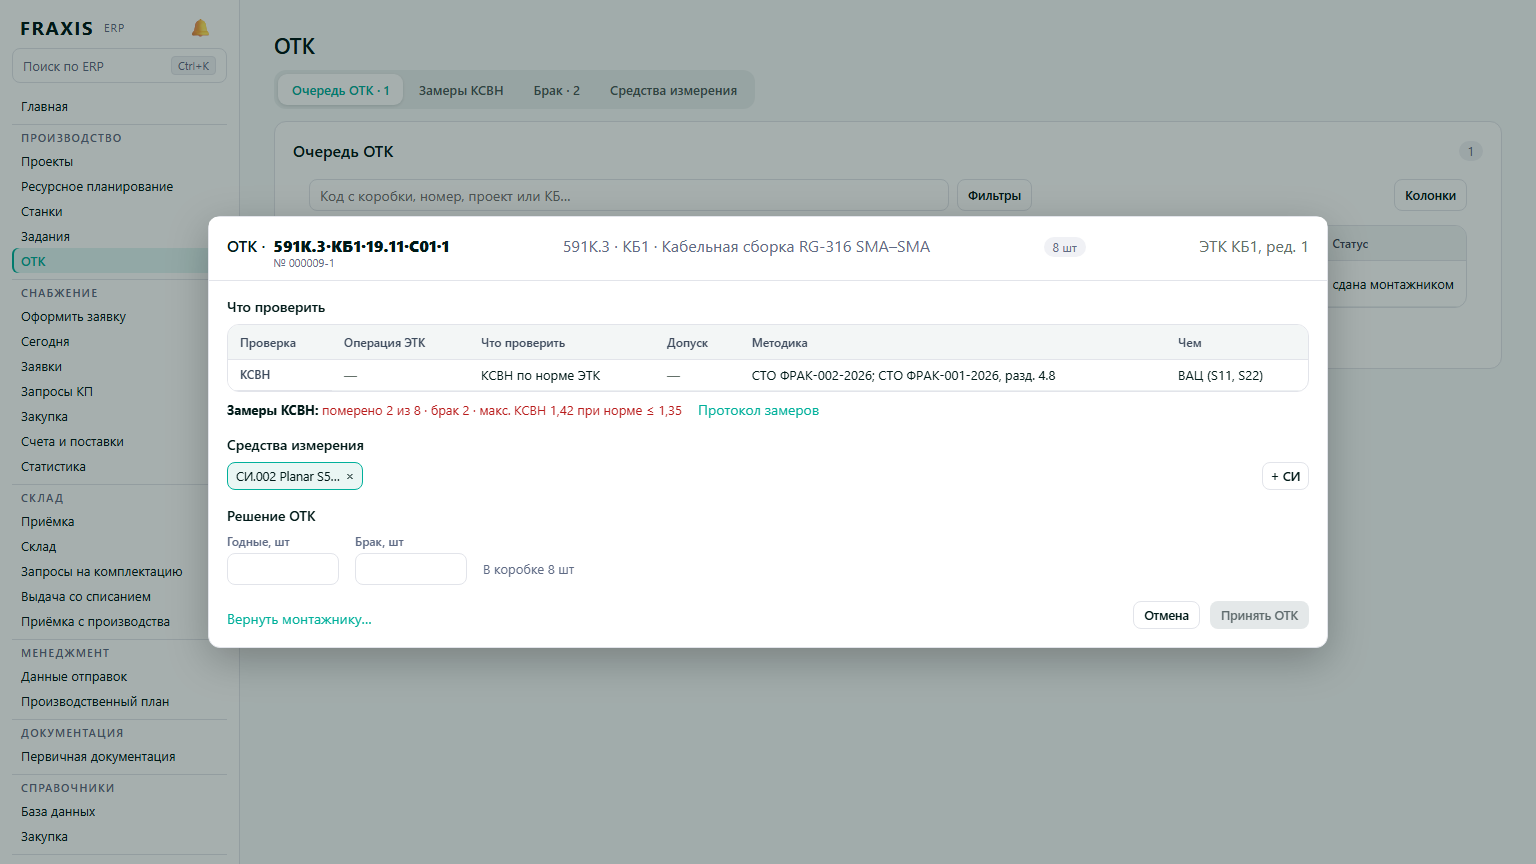 FRAXIS ERP
Поиск по ERP Ctrl+K
Главная
ПРОИЗВОДСТВО
Проекты
Ресурсное планирование
Станки
Задания
ОТК
СНАБЖЕНИЕ
Оформить заявку
Сегодня
Заявки
Запросы КП
Закупка
Счета и поставки
Статистика
СКЛАД
Приёмка
Склад
Запросы на комплектацию
Выдача со списанием
Приёмка с производства
МЕНЕДЖМЕНТ
Данные отправок
Производственный план
ДОКУМЕНТАЦИЯ
Первичная документация
СПРАВОЧНИКИ
База данных
Закупка
ОТК
Очередь ОТК · 1 Замеры КСВН Брак · 2 Средства измерения
Очередь ОТК 1
Код с коробки, номер, проект или КБ... Фильтры Колонки
Статус
сдана монтажником
ОТК · 591К.3·КБ1·19.11·С01·1 591К.3 · КБ1 · Кабельная сборка RG-316 SMA–SMA 8 шт ЭТК КБ1, ред. 1
№ 000009-1
Что проверить
Проверка Операция ЭТК Что проверить Допуск Методика Чем
КСВН — КСВН по норме ЭТК — СТО ФРАК-002-2026; СТО ФРАК-001-2026, разд. 4.8 ВАЦ (S11, S22)
Замеры КСВН: померено 2 из 8 · брак 2 · макс. КСВН 1,42 при норме ≤ 1,35 Протокол замеров
Средства измерения
СИ.002 Planar S5... × + СИ
Решение ОТК
Годные, шт Брак, шт
В коробке 8 шт
Вернуть монтажнику... Отмена Принять ОТК